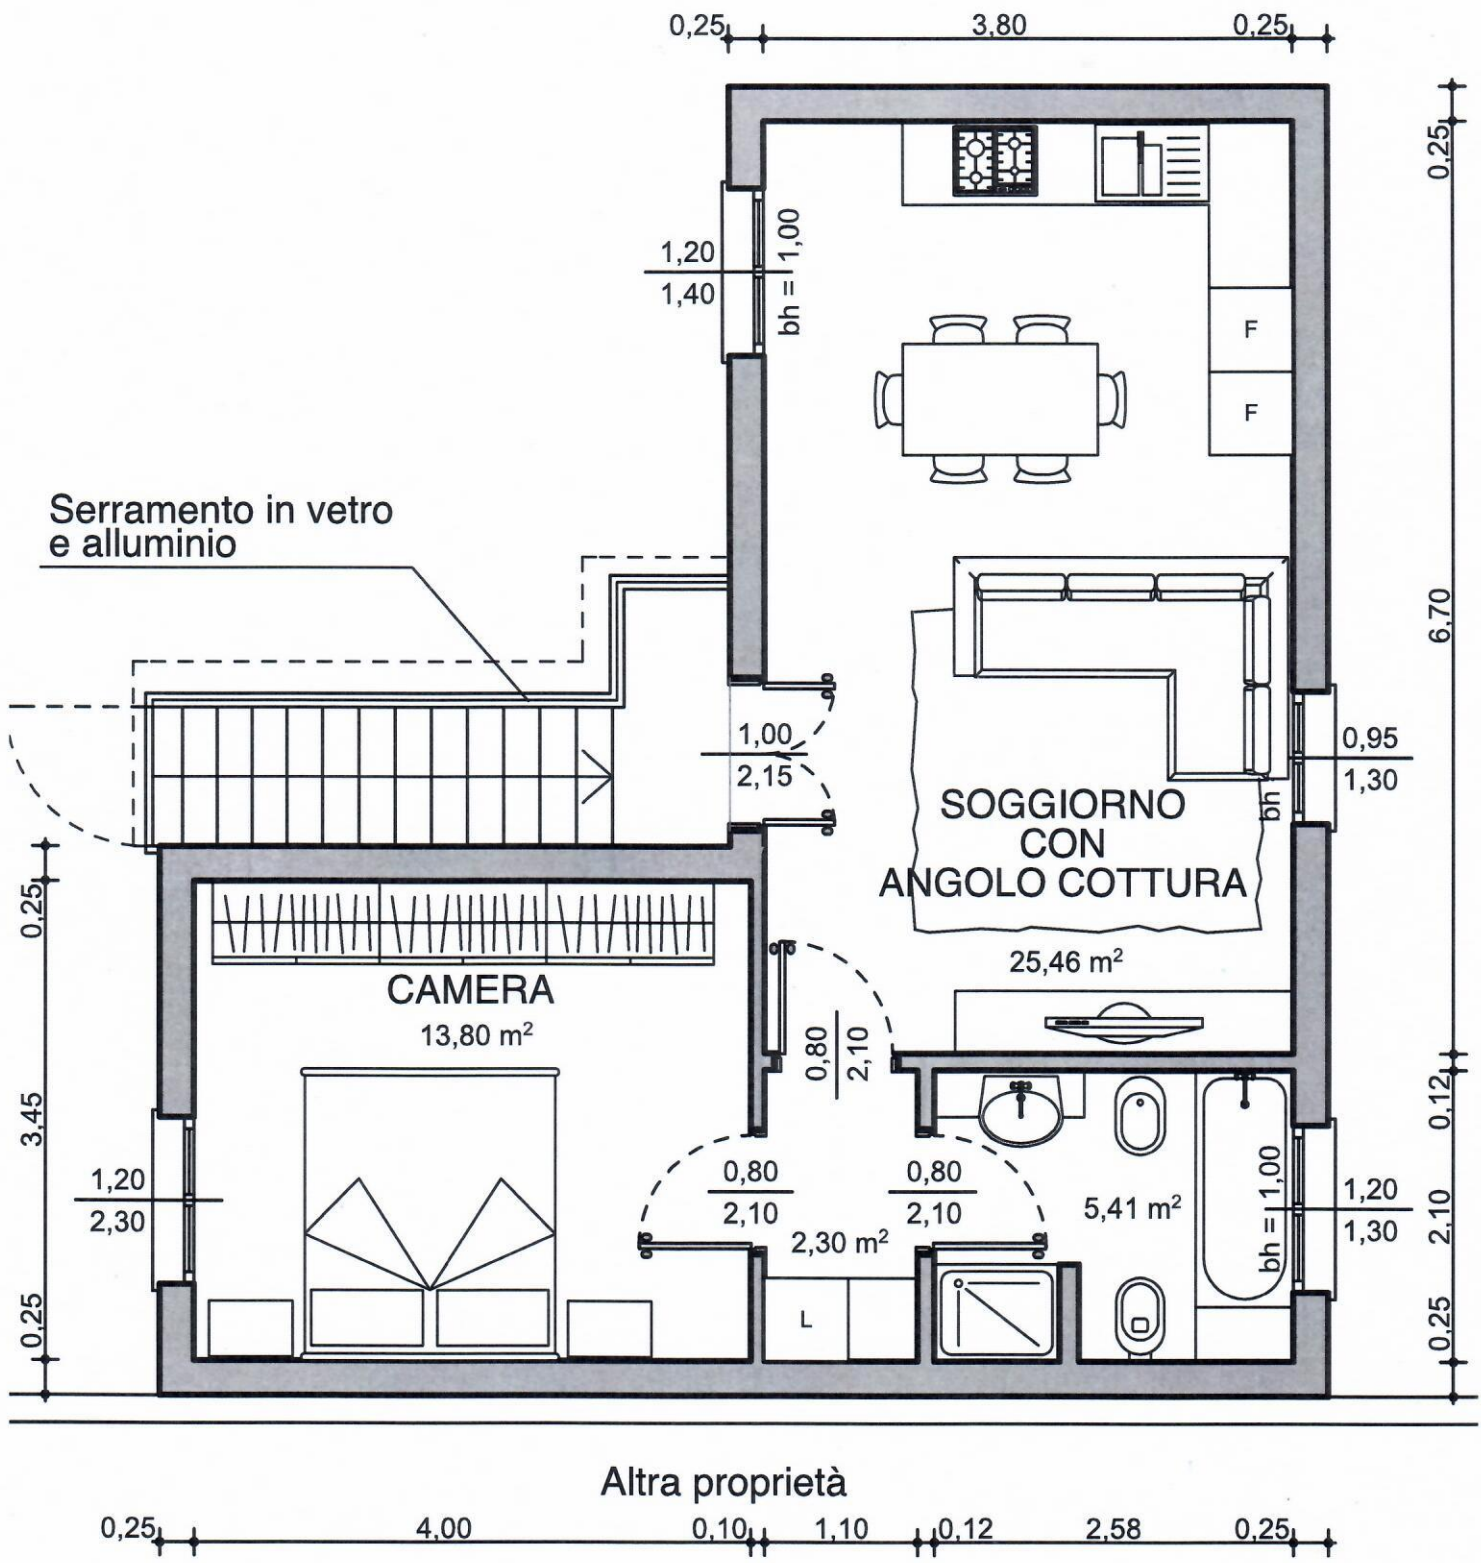 0,25
3,80
0,25
0,25
1,20
1,40
bh = 1,00
F
F
Serramento in vetro
e alluminio
6,70
1,00
2,15
0,95
1,30
bh
SOGGIORNO
CON
ANGOLO COTTURA
25,46 m²
0,25
CAMERA
13,80 m²
0,80
2,10
3,45
0,12
1,20
2,30
0,80
2,10
0,80
2,10
2,30 m²
5,41 m²
bh = 1,00
1,20
1,30
2,10
L
0,25
0,25
Altra proprietà
0,25
4,00
0,10
1,10
0,12
2,58
0,25